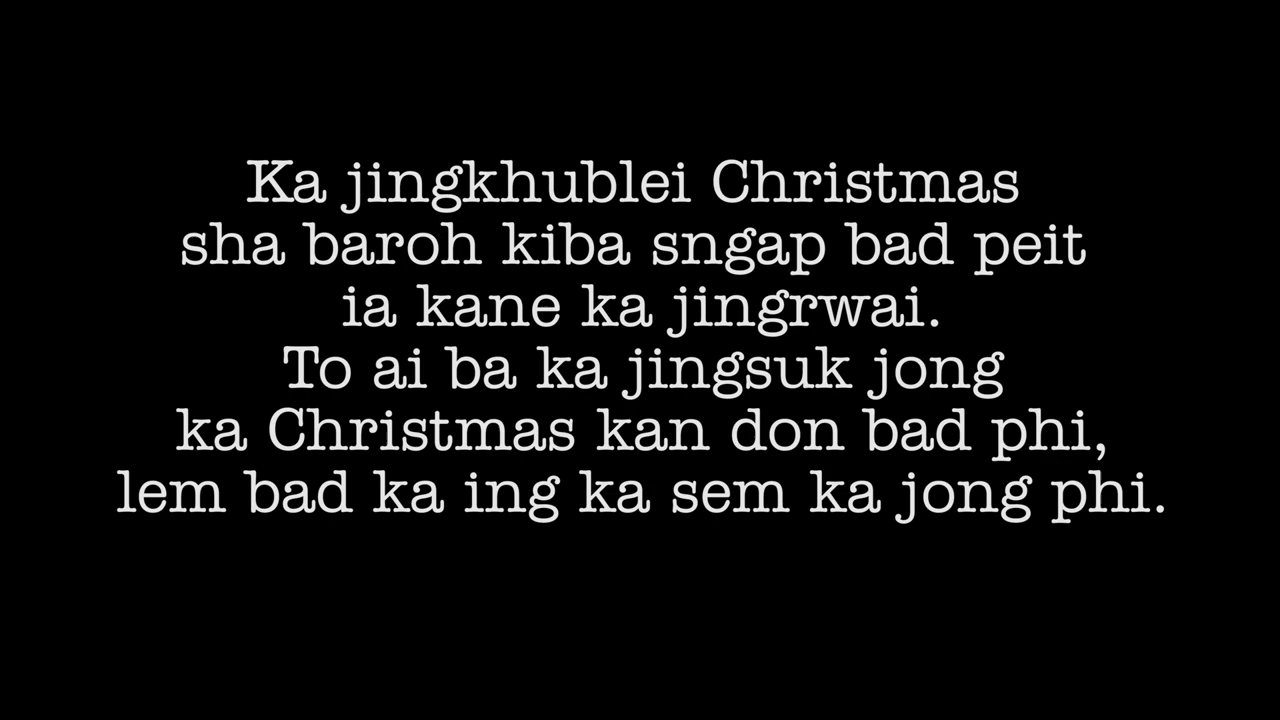 Ka jingkhublei Christmas
sha baroh kiba sngap bad peit
ia kane ka jingrwai.
To ai ba ka jingsuk jong
ka Christmas kan don bad phi,
lem bad ka ing ka sem ka jong phi.